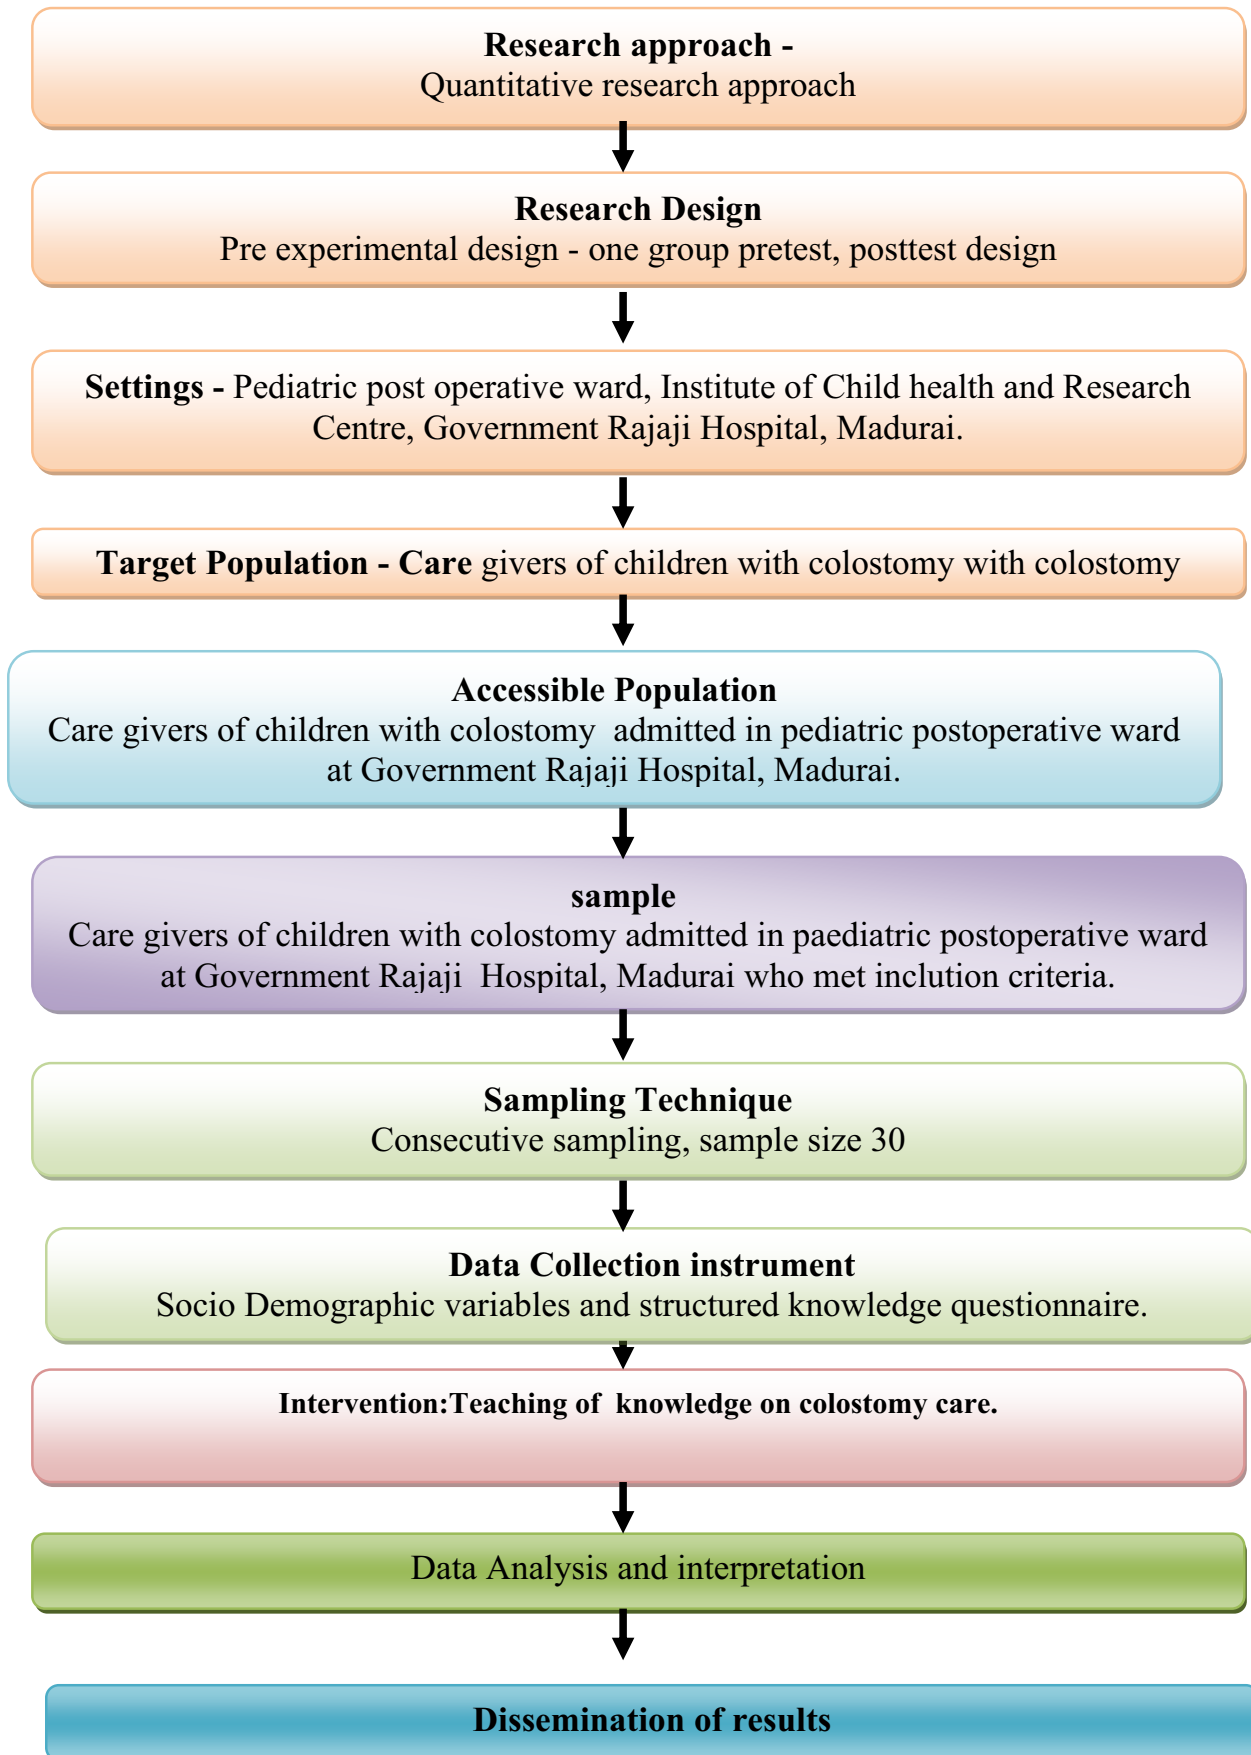 Research approach -
Quantitative research approach
Research Design
Pre experimental design - one group pretest, posttest design
Settings - Pediatric post operative ward, Institute of Child health and Research
Centre, Government Rajaji Hospital, Madurai.
Target Population - Care givers of children with colostomy with colostomy
Accessible Population
Care givers of children with colostomy admitted in pediatric postoperative ward
at Government Rajaji Hospital, Madurai.
sample
Care givers of children with colostomy admitted in paediatric postoperative ward
at Government Rajaji Hospital, Madurai who met inclution criteria.
Sampling Technique
Consecutive sampling, sample size 30
Data Collection instrument
Socio Demographic variables and structured knowledge questionnaire.
Intervention:Teaching of knowledge on colostomy care.
Data Analysis and interpretation
Dissemination of results